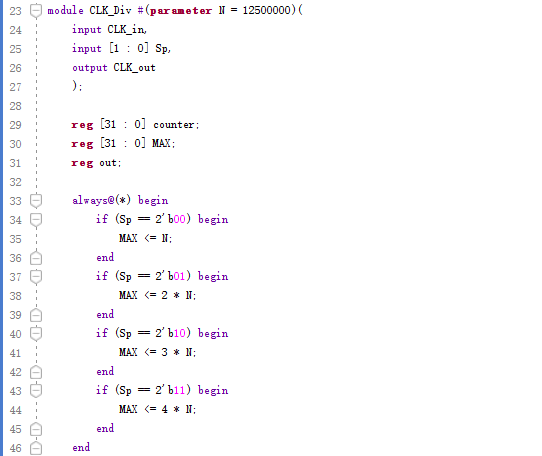 23 module CLK_Div #(parameter N = 12500000)(
24 input CLK_in,
25 input [1 : 0] Sp,
26 output CLK_out
27 );
28
29 reg [31 : 0] counter;
30 reg [31 : 0] MAX;
31 reg out;
32
33 always@(*) begin
34 if (Sp == 2'b00) begin
35 MAX <= N;
36 end
37 if (Sp == 2'b01) begin
38 MAX <= 2 * N;
39 end
40 if (Sp == 2'b10) begin
41 MAX <= 3 * N;
42 end
43 if (Sp == 2'b11) begin
44 MAX <= 4 * N;
45 end
46 end